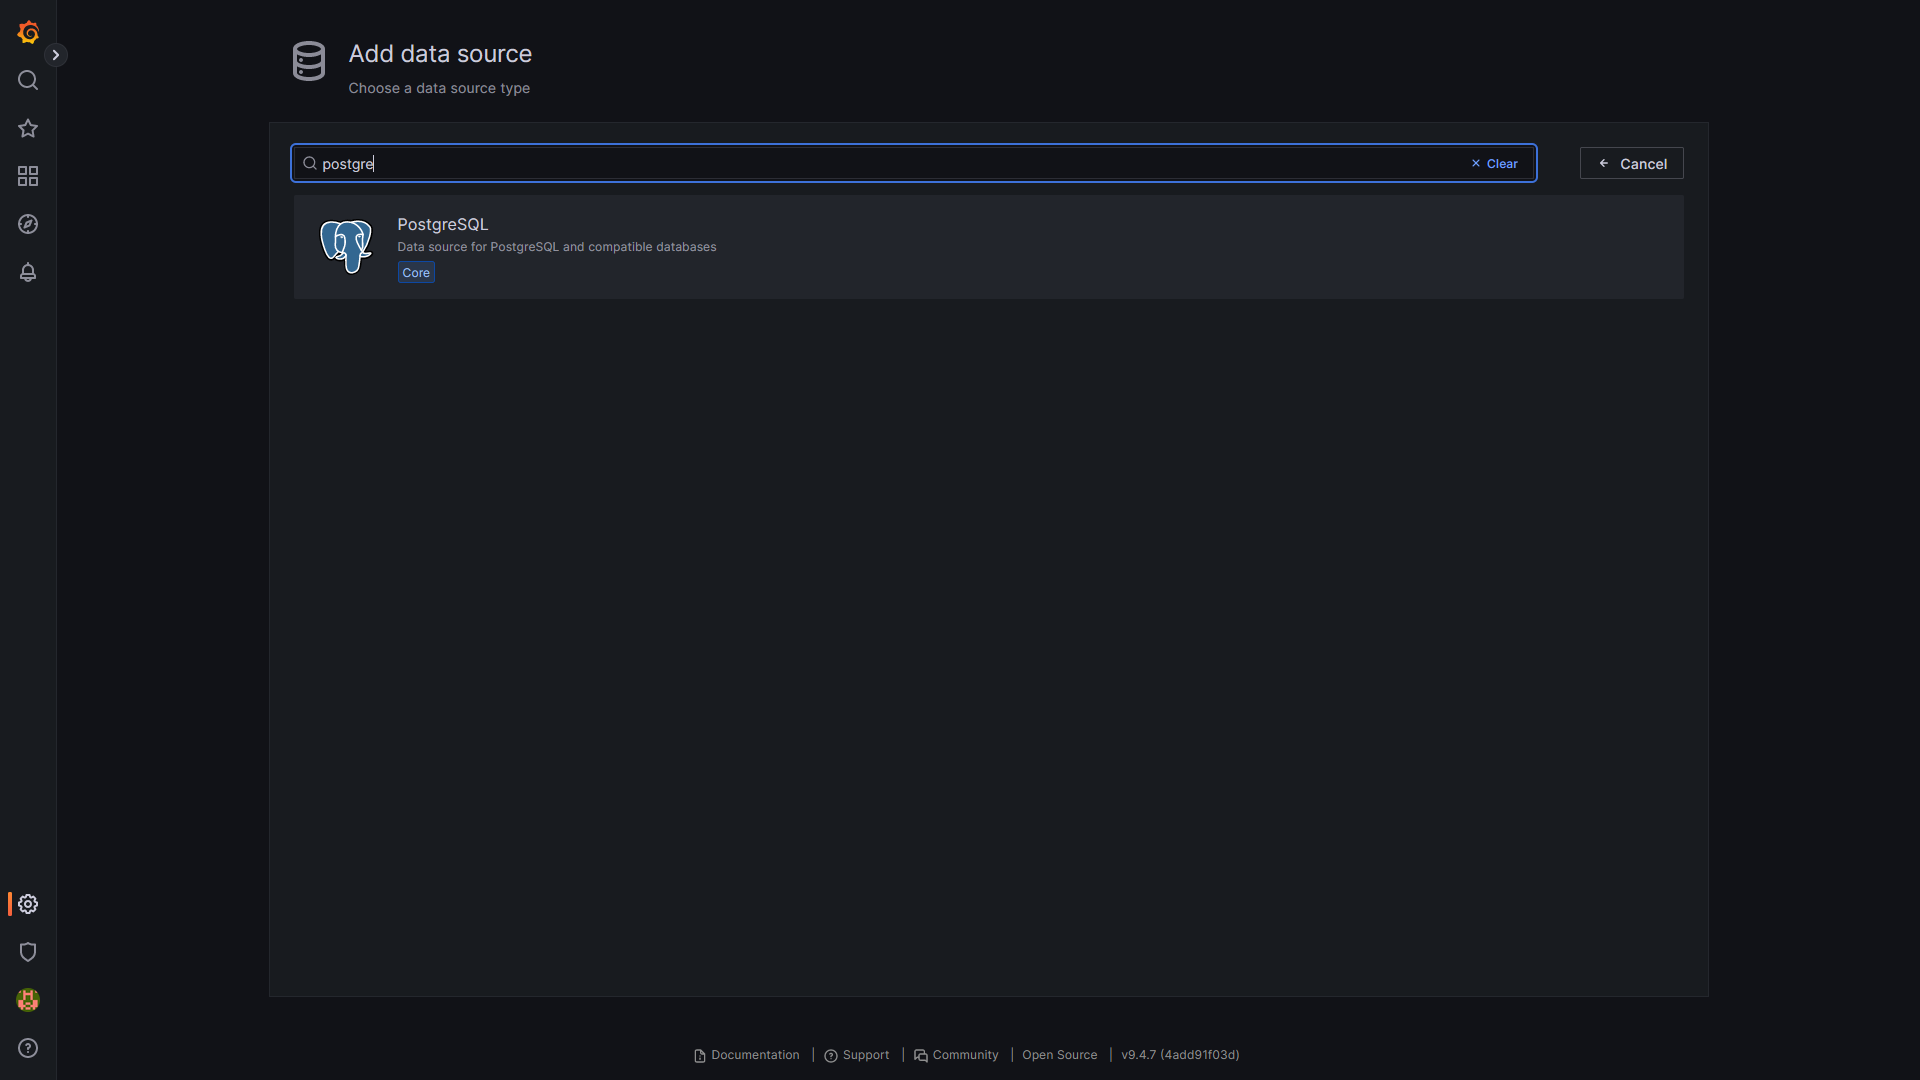 Add data source
Choose a data source type
postgre
Clear
Cancel
PostgreSQL
Data source for PostgreSQL and compatible databases
Core
Documentation | Support | Community | Open Source | v9.4.7 (4add91f03d)